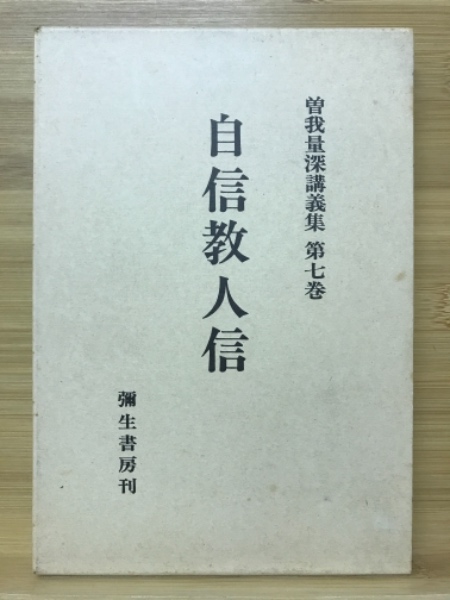 曽我量深講義集 第七巻
自信教人信
彌生書房刊